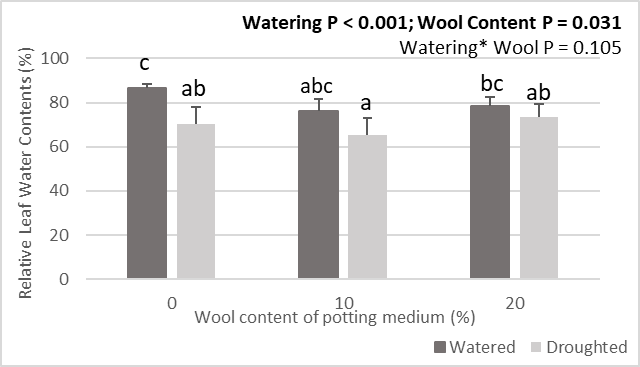 Watering P < 0.001; Wool Content P = 0.031
Watering* Wool P = 0.105
Relative Leaf Water Contents (%)
100
80
60
40
20
0
c
ab
abc
a
bc
ab
0
10
20
Wool content of potting medium (%)
Watered
Droughted